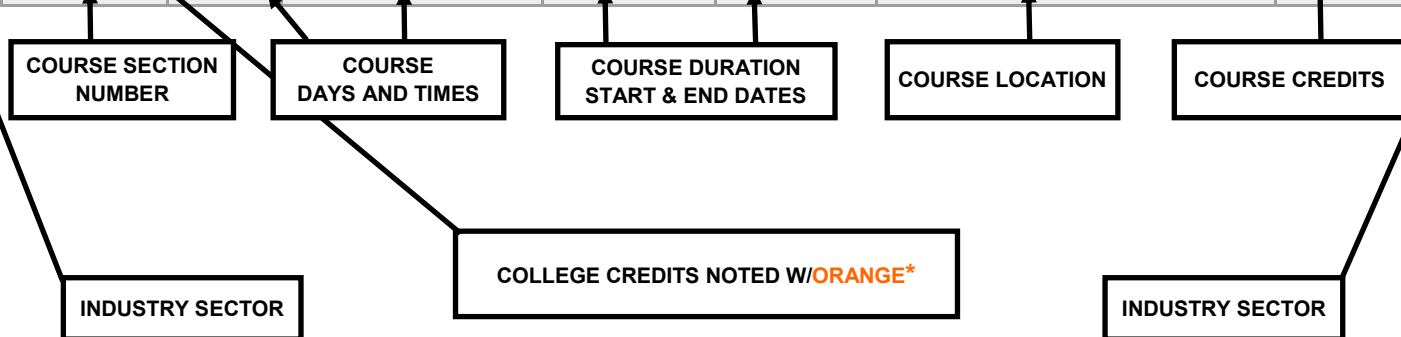 COURSE SECTION
NUMBER
COURSE
DAYS AND TIMES
COURSE DURATION
START & END DATES
COURSE LOCATION
COURSE CREDITS
COLLEGE CREDITS NOTED W/ORANGE*
INDUSTRY SECTOR
INDUSTRY SECTOR